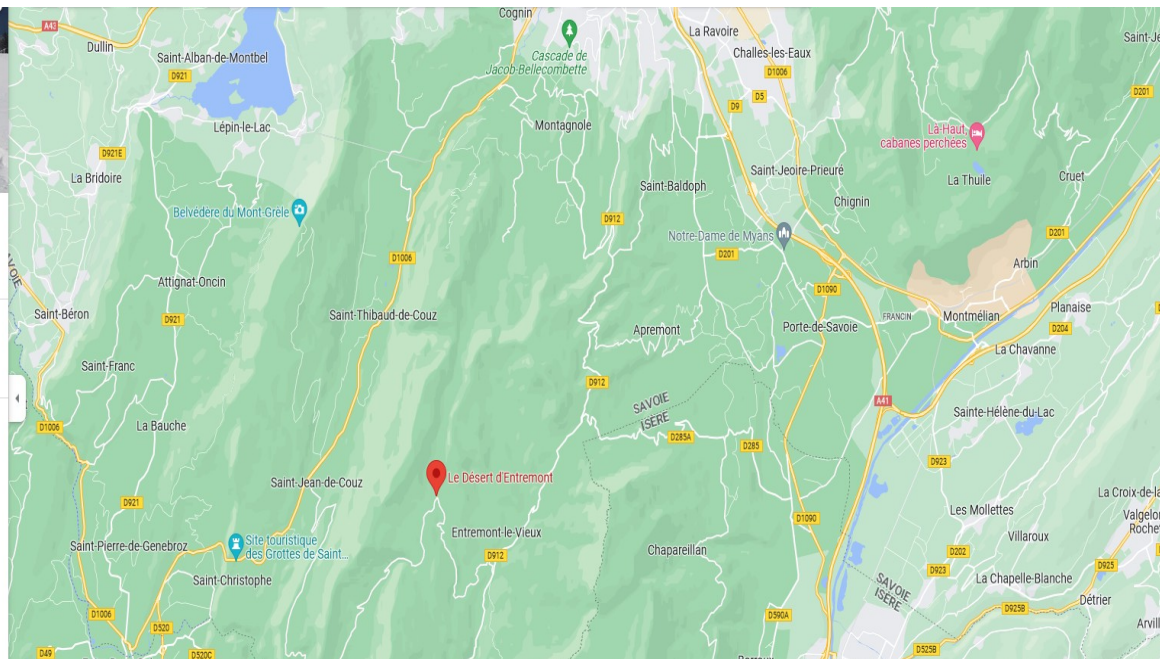 Cognin
A43
La Ravoire
Dullin
Saint-Alban-de-Montbel
Cascade de
Jacob-Bellecombette
Challes-les-Eaux
D921
D1006
D201
D5
D9
Lépin-le-Lac
Montagnole
Là-Haut,
cabanes perchées
D921E
La Bridoire
Saint-Baldoph
Saint-Jeoire-Prieuré
La Thuile
Cruet
Chignin
Belvédère du Mont-Grêle
D912
Notre-Dame de Myans
D201
D201
D1006
Attignat-Oncin
Arbin
D1090
Saint-Béron
D921
Saint-Thibaud-de-Couz
Apremont
Porte-de-Savoie
FRANCIN
Montmélian
Planaise
D204
La Chavanne
Saint-Franc
D912
SAVOIE
ISÈRE
A41
Sainte-Hélène-du-Lac
La Bauche
D1006
D285A
D285
D923
Le Désert d'Entremont
Saint-Jean-de-Couz
D921
Les Mollettes
D1090
Entremont-le-Vieux
Villaroux
Site touristique
des Grottes de Saint...
Saint-Pierre-de-Genebroz
D912
Chapareillan
D202
D923
D925
Saint-Christophe
SAVOIE
ISÈRE
La Chapelle-Blanche
Détrier
D1006
D520
D590A
D925B
D49
D520C
D525B